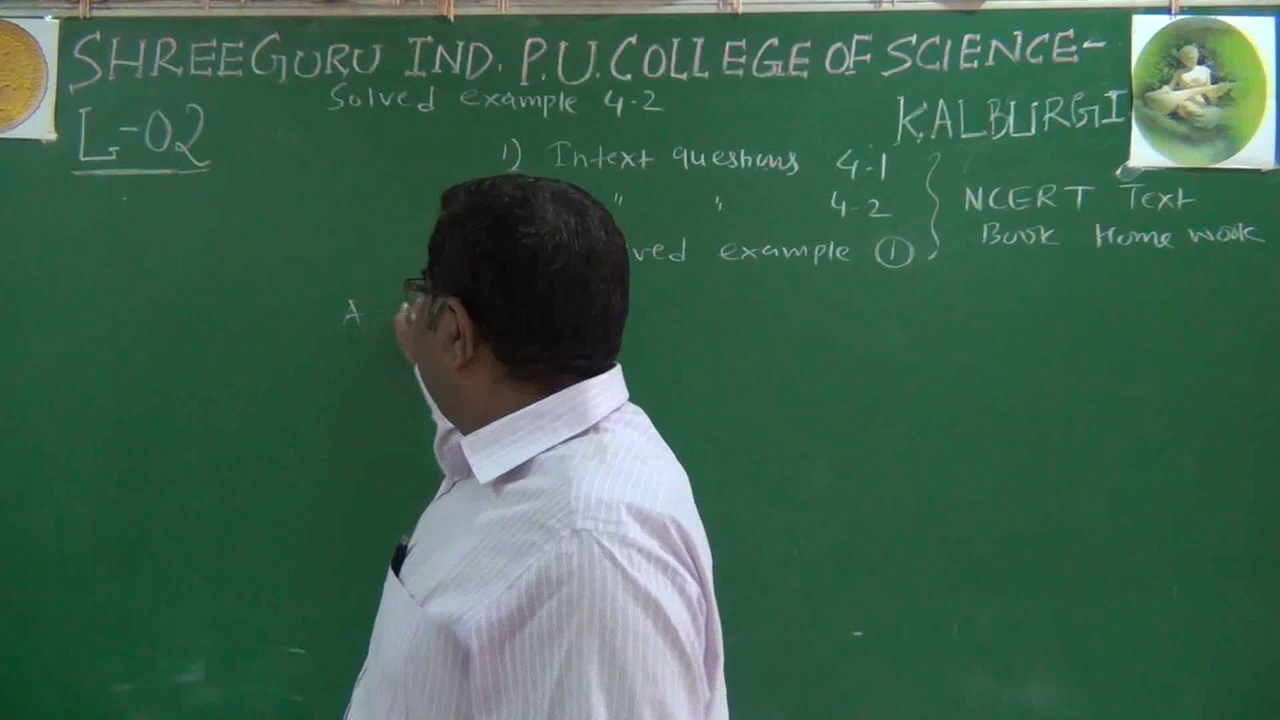 SHREEGURU IND. P.U. COLLEGE OF SCIENCE-
KALBURGI
L-02
Solved example 4-2
1) Intext questions 4.1
" " 4-2
ved example ①
NCERT Text
Book Home work
A